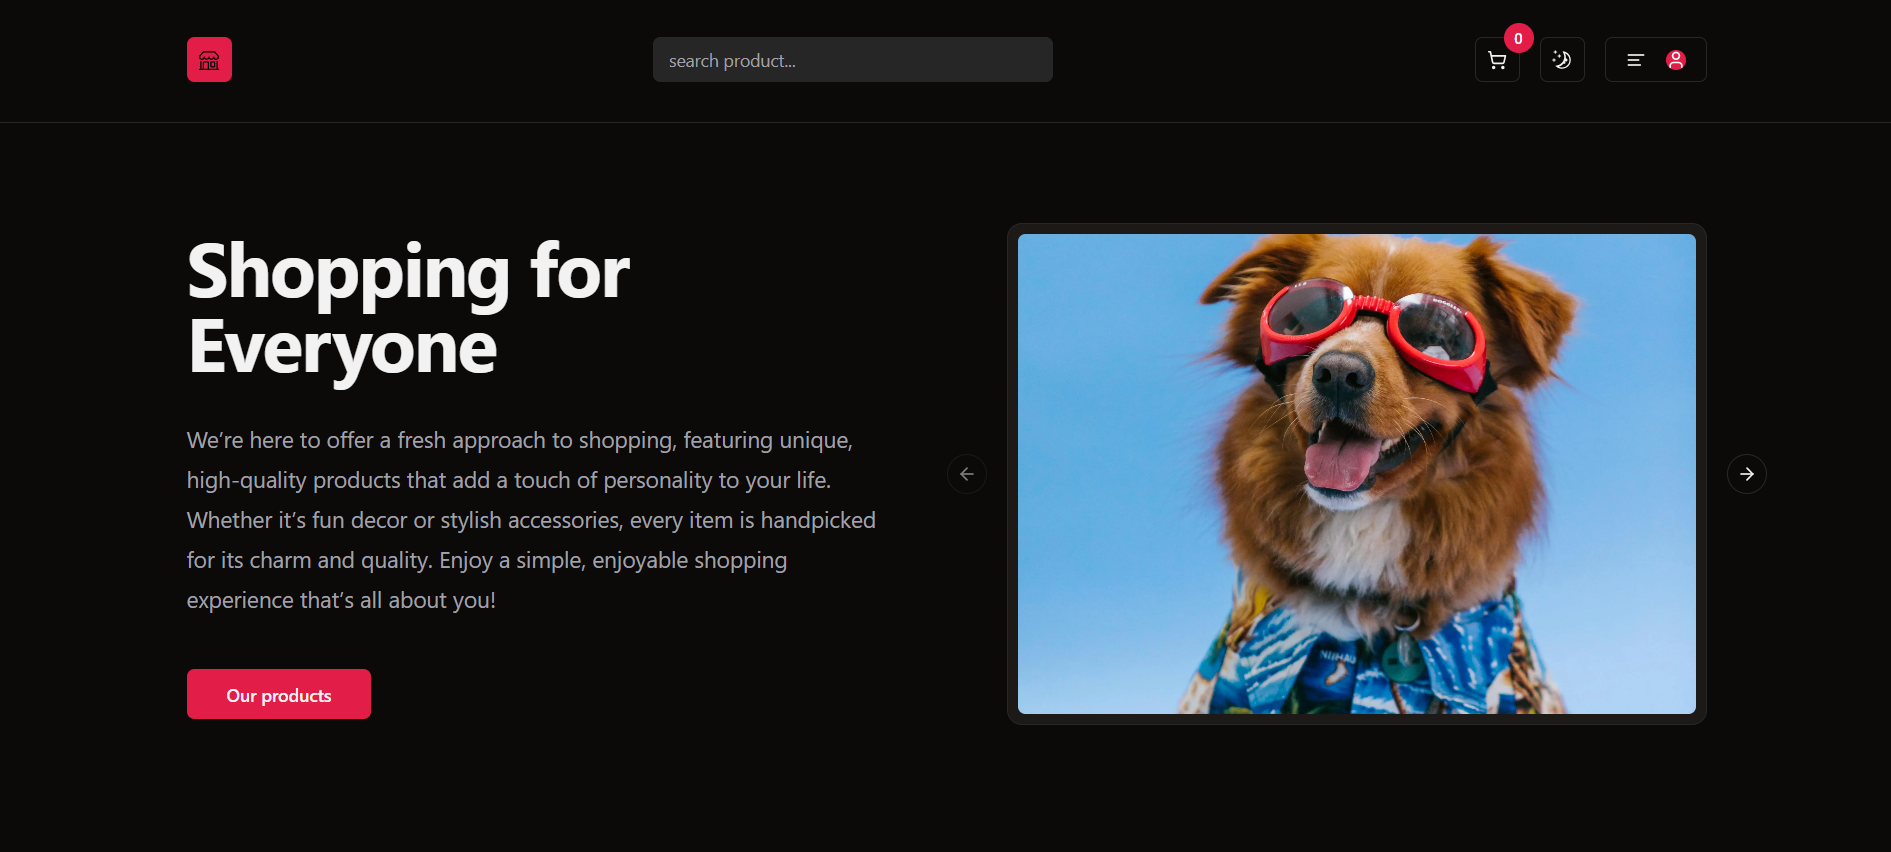 search product...
0
Shopping for
Everyone
We’re here to offer a fresh approach to shopping, featuring unique,
high-quality products that add a touch of personality to your life.
Whether it’s fun decor or stylish accessories, every item is handpicked
for its charm and quality. Enjoy a simple, enjoyable shopping
experience that’s all about you!
Our products
NIIHAU